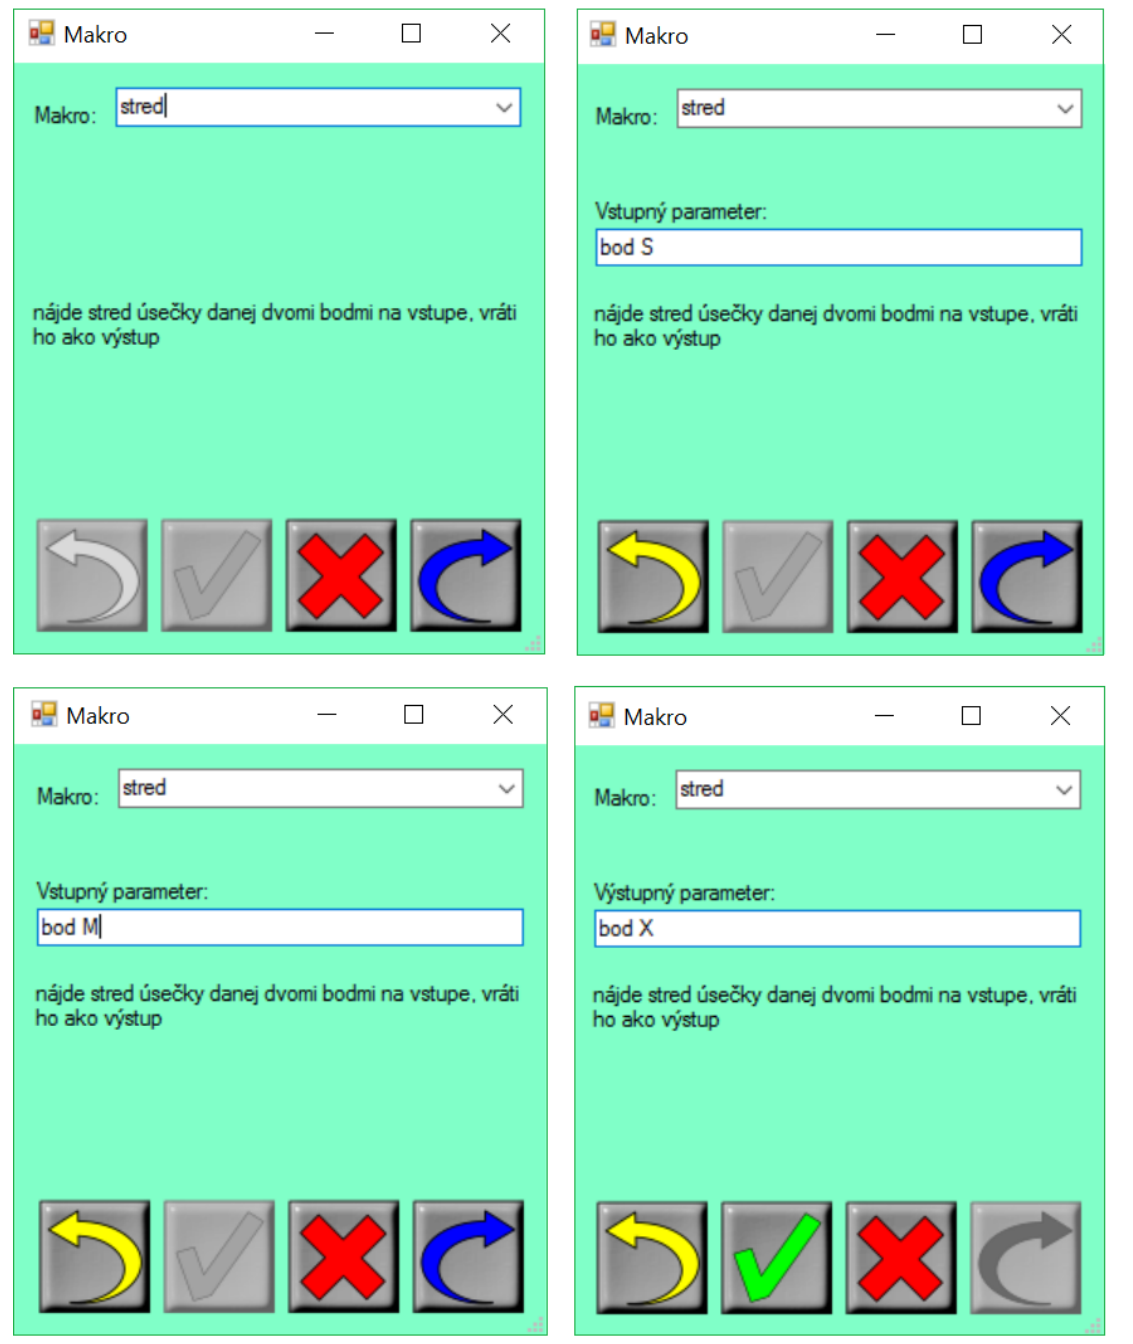 Makro
Makro:
stred
nájde stred úsečky danej dvomi bodmi na vstupe, vráti
ho ako výstup
Makro
Makro:
stred
Vstupný parameter:
bod S
nájde stred úsečky danej dvomi bodmi na vstupe, vráti
ho ako výstup
Makro
Makro:
stred
Vstupný parameter:
bod M
nájde stred úsečky danej dvomi bodmi na vstupe, vráti
ho ako výstup
Makro
Makro:
stred
Výstupný parameter:
bod X
nájde stred úsečky danej dvomi bodmi na vstupe, vráti
ho ako výstup